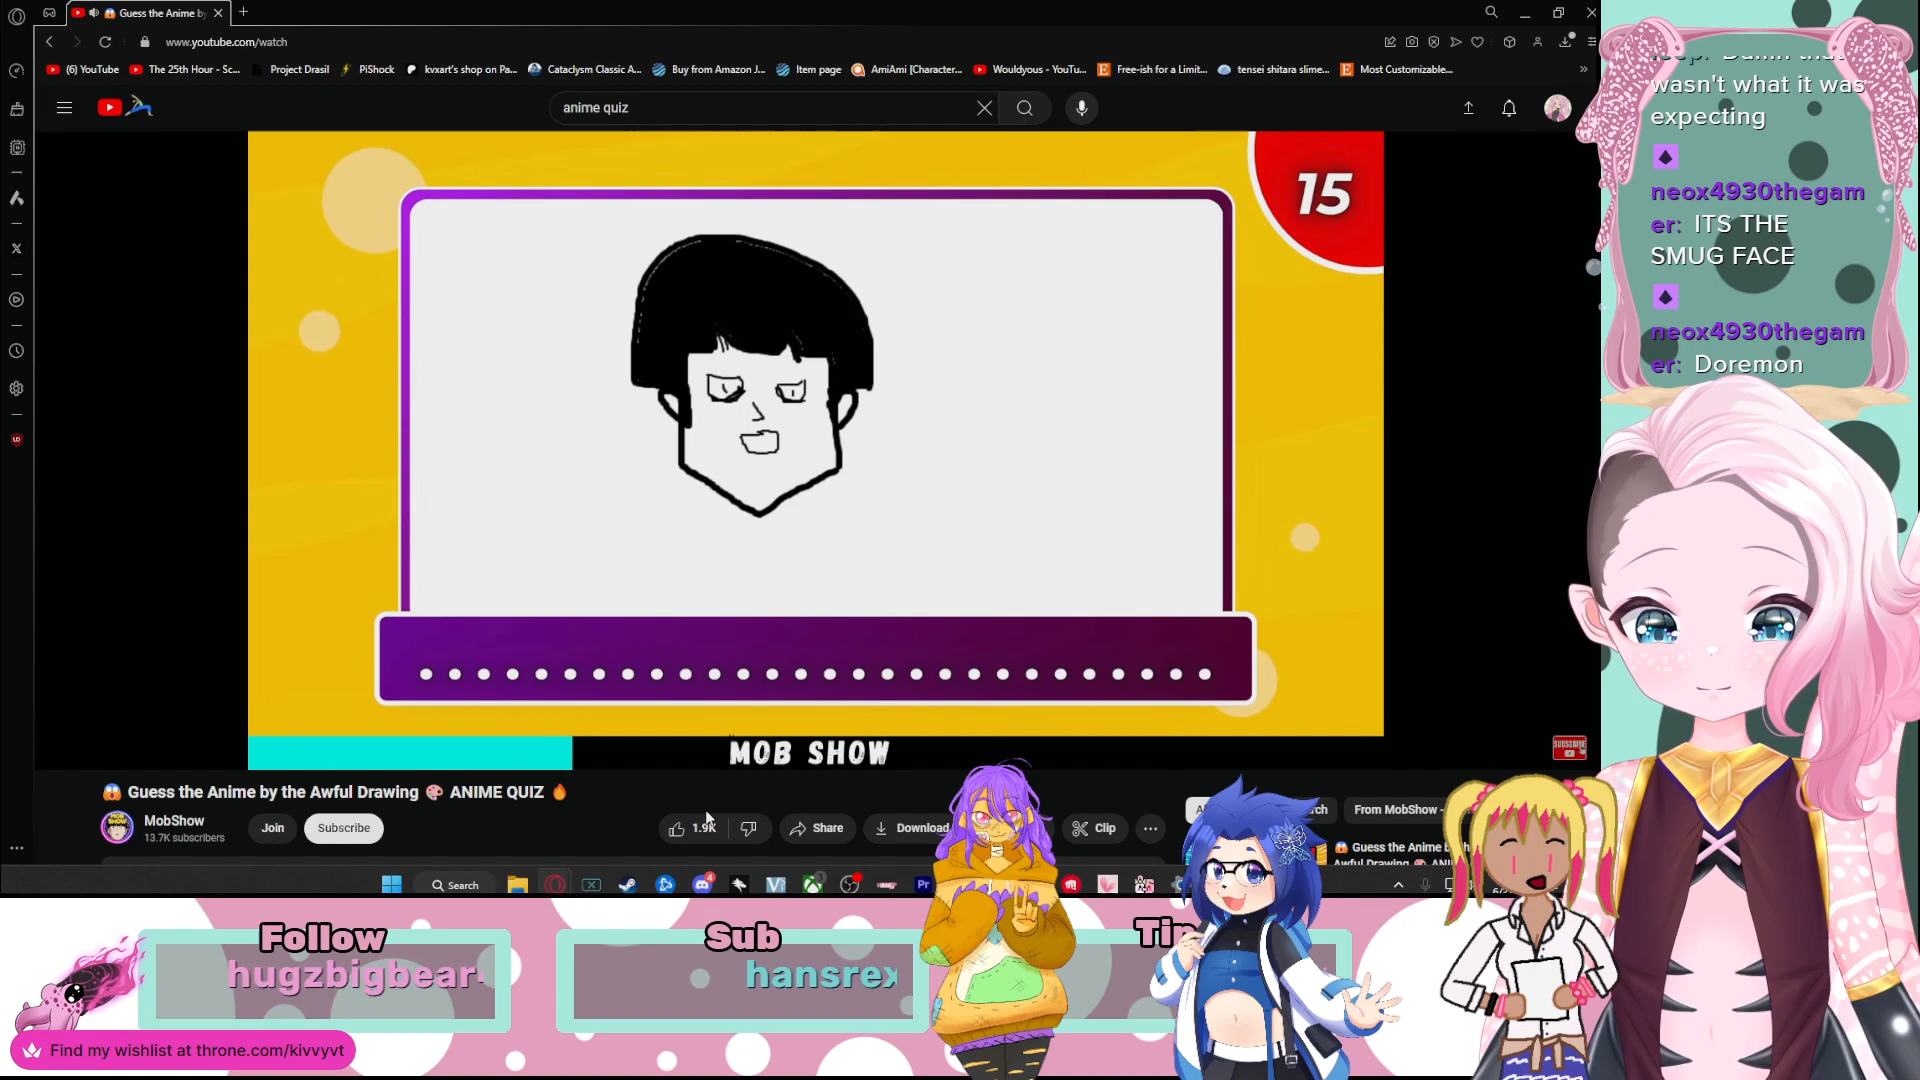 Guess the Anime by
www.youtube.com/watch
(6) YouTube
The 25th Hour - Sc...
Project Drasil
PiShock
kvxart's shop on Pa...
Cataclysm Classic A...
Buy from Amazon J...
Item page
AmiAmi [Character...
Wouldyous - YouTu...
Free-ish for a Limit...
tensei shitara slime...
Most Customizable...
anime quiz
15
wasn't what it was
expecting
neox4930thegam
er: ITS THE
SMUG FACE
neox4930thegam
er: Doremon
MOB SHOW
SUBSCRIBE
😱 Guess the Anime by the Awful Drawing 🎨 ANIME QUIZ 🔥
MobShow
13.7K subscribers
Join
Subscribe
1.9K
Share
Download
Clip
From MobShow
Guess the Anime b
Search
Pr
Follow
Sub
Tip
hugzbigbear
hansrex
Find my wishlist at throne.com/kivvyvt